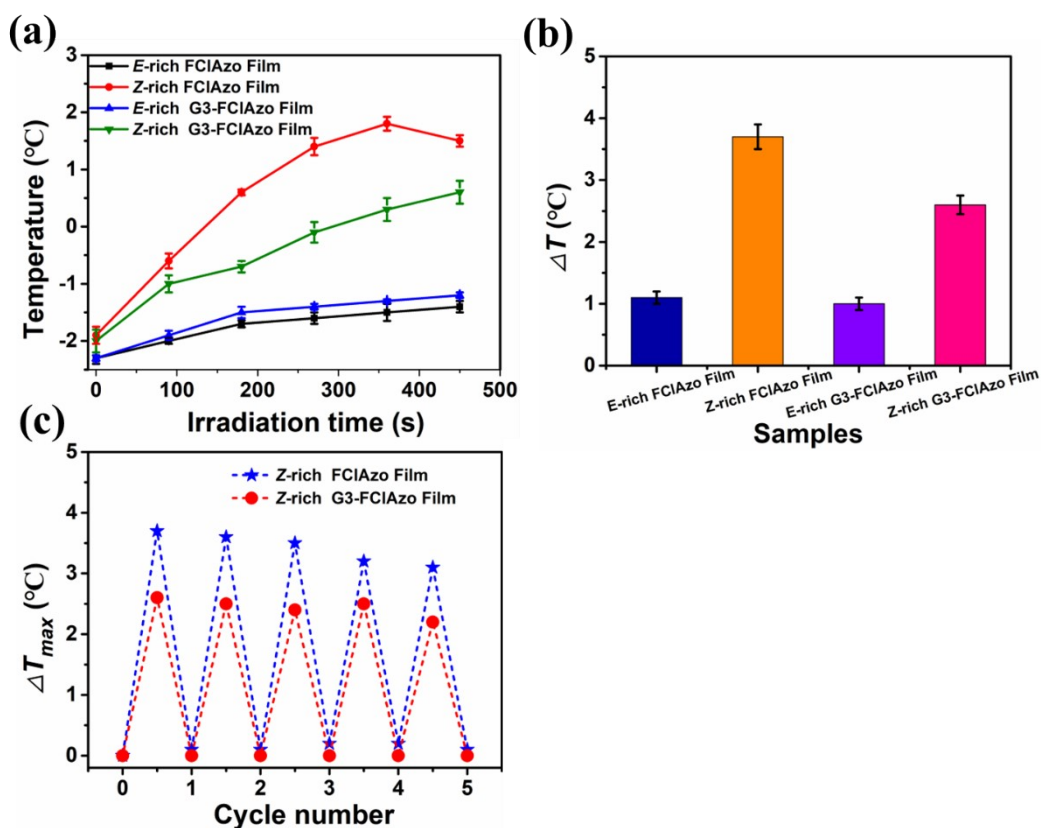 (a)
3
2
1
0
-1
-2
Temperature (°C)
E-rich FClAzo Film
Z-rich FClAzo Film
E-rich G3-FClAzo Film
Z-rich G3-FClAzo Film
0 100 200 300 400 500
Irradiation time (s)
(b)
5
4
3
2
1
0
ΔT (°C)
E-rich FClAzo Film
Z-rich FClAzo Film
E-rich G3-FClAzo Film
Z-rich G3-FClAzo Film
Samples
(c)
5
4
3
2
1
0
ΔTmax (°C)
Z-rich FClAzo Film
Z-rich G3-FClAzo Film
0 1 2 3 4 5
Cycle number